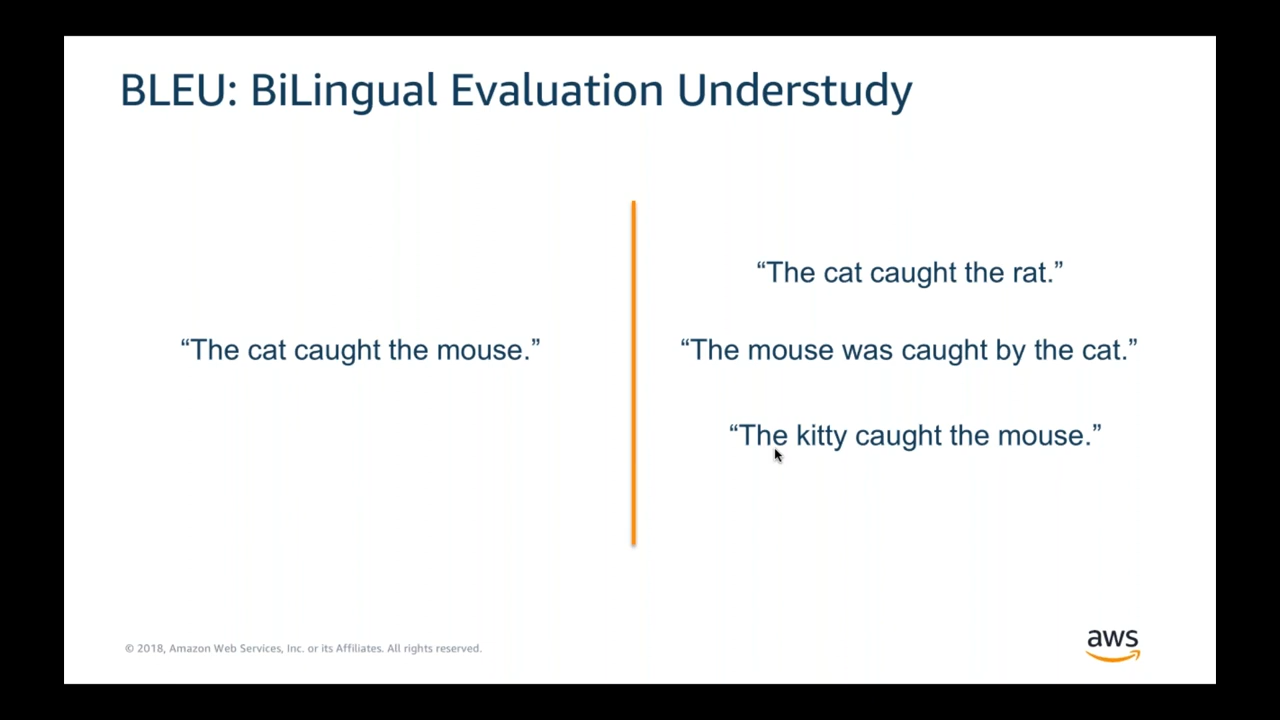 BLEU: BiLingual Evaluation Understudy
“The cat caught the mouse.”
“The cat caught the rat.”
“The mouse was caught by the cat.”
“The kitty caught the mouse.”
© 2018, Amazon Web Services, Inc. or its Affiliates. All rights reserved.
aws